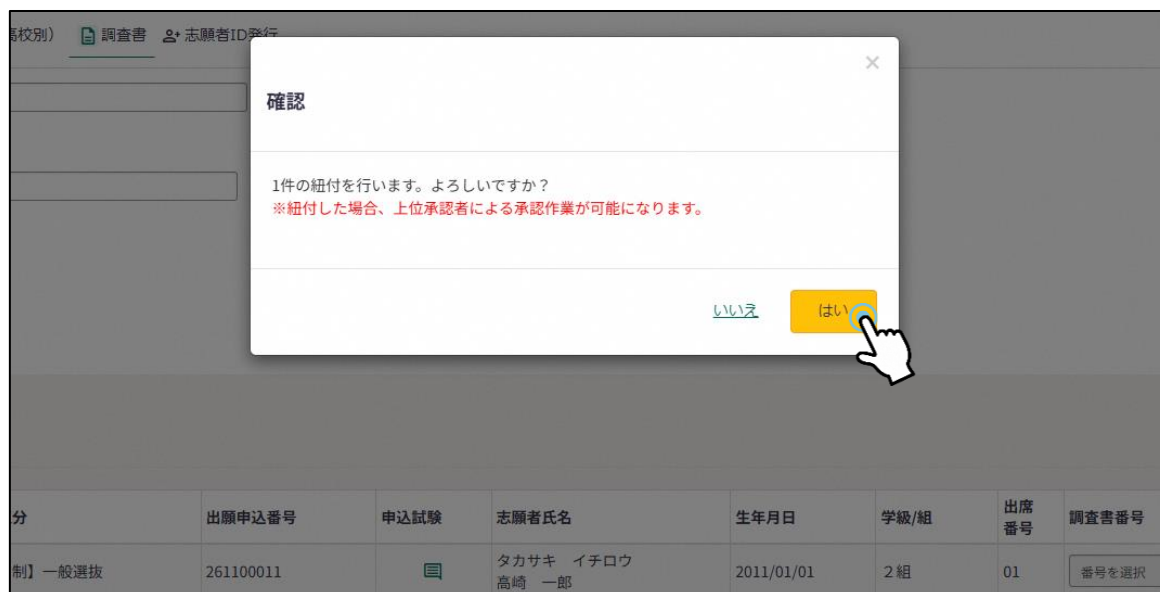 高校別） 調査書 志願者ID発行
確認
1件の紐付を行います。よろしいですか？
※紐付した場合、上位承認者による承認作業が可能になります。
いいえ はい
分 出願申込番号 申込試験 志願者氏名 生年月日 学級/組 出席番号 調査書番号
制】一般選抜 261100011 タカサキ イチロウ 2011/01/01 2組 01 番号を選択
高崎 一郎